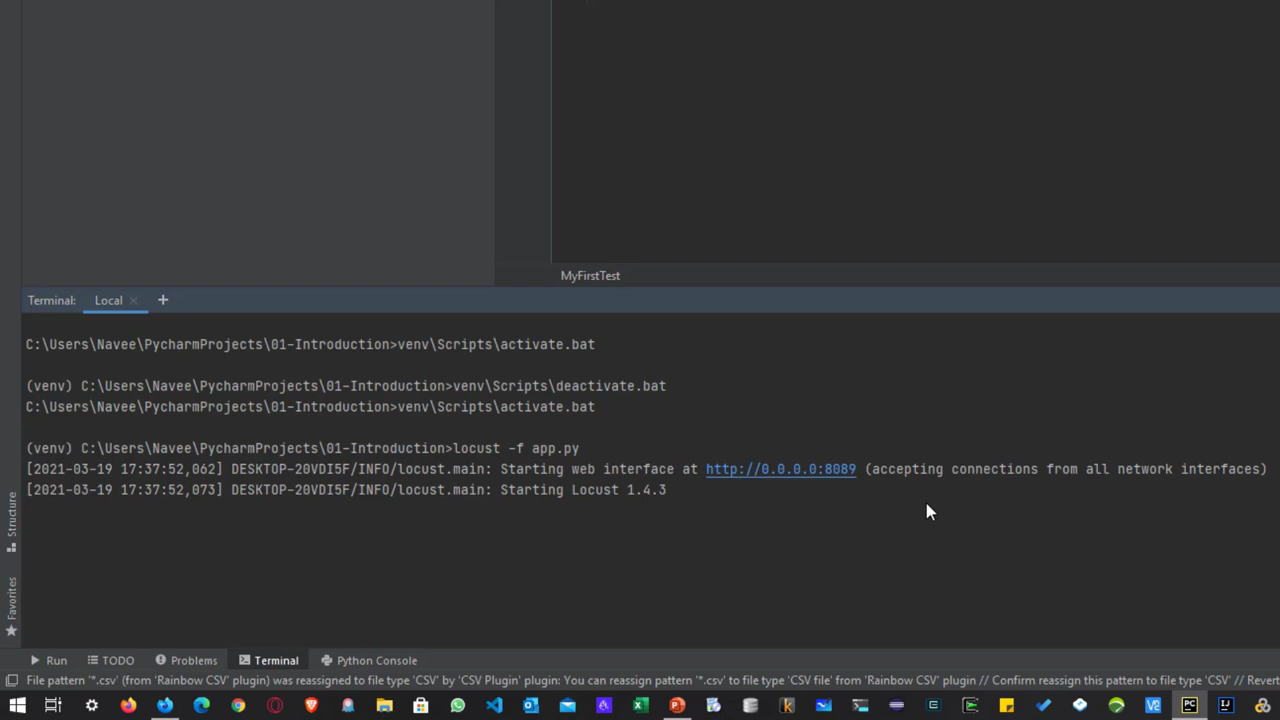 MyFirstTest
Terminal: Local × +
C:\Users\Navee\PycharmProjects\01-Introduction>venv\Scripts\activate.bat
(venv) C:\Users\Navee\PycharmProjects\01-Introduction>venv\Scripts\deactivate.bat
C:\Users\Navee\PycharmProjects\01-Introduction>venv\Scripts\activate.bat
(venv) C:\Users\Navee\PycharmProjects\01-Introduction>locust -f app.py
[2021-03-19 17:37:52,062] DESKTOP-20VDI5F/INFO/locust.main: Starting web interface at http://0.0.0.0:8089 (accepting connections from all network interfaces)
[2021-03-19 17:37:52,073] DESKTOP-20VDI5F/INFO/locust.main: Starting Locust 1.4.3
Structure
Favorites
Run TODO Problems Terminal Python Console
File pattern '*.csv' (from 'Rainbow CSV' plugin) was reassigned to file type 'CSV' by 'CSV Plugin' plugin: You can reassign pattern '*.csv' to file type 'CSV file' from 'Rainbow CSV' plugin // Confirm reassign this pattern to file type 'CSV' // Revert